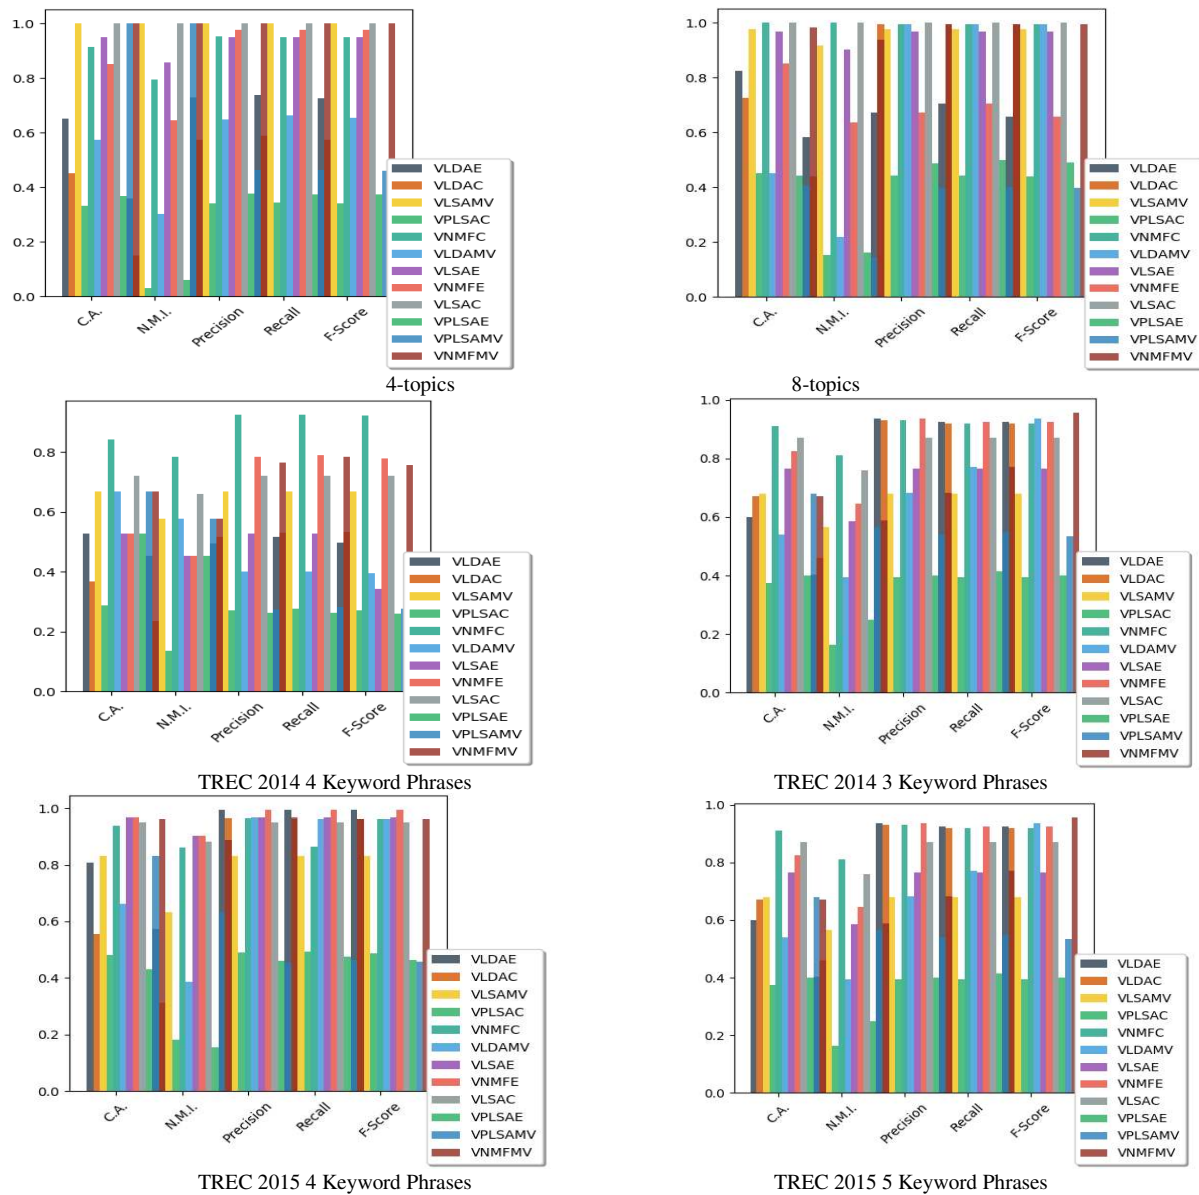 1.0
0.8
0.6
0.4
0.2
0.0
C.A.
N.M.I.
Precision
Recall
F-Score
VLDAE
VLDAC
VLSAMV
VPLSAC
VNMFC
VLDAMV
VLSAE
VNMFE
VLSAC
VPLSAE
VPLSAMV
VNMFMV
4-topics
1.0
0.8
0.6
0.4
0.2
0.0
C.A.
N.M.I.
Precision
Recall
F-Score
VLDAE
VLDAC
VLSAMV
VPLSAC
VNMFC
VLDAMV
VLSAE
VNMFE
VLSAC
VPLSAE
VPLSAMV
VNMFMV
8-topics
0.8
0.6
0.4
0.2
0.0
C.A.
N.M.I.
Precision
Recall
F-Score
VLDAE
VLDAC
VLSAMV
VPLSAC
VNMFC
VLDAMV
VLSAE
VNMFE
VLSAC
VPLSAE
VPLSAMV
VNMFMV
TREC 2014 4 Keyword Phrases
1.0
0.8
0.6
0.4
0.2
0.0
C.A.
N.M.I.
Precision
Recall
F-Score
VLDAE
VLDAC
VLSAMV
VPLSAC
VNMFC
VLDAMV
VLSAE
VNMFE
VLSAC
VPLSAE
VPLSAMV
VNMFMV
TREC 2014 3 Keyword Phrases
1.0
0.8
0.6
0.4
0.2
0.0
C.A.
N.M.I.
Precision
Recall
F-Score
VLDAE
VLDAC
VLSAMV
VPLSAC
VNMFC
VLDAMV
VLSAE
VNMFE
VLSAC
VPLSAE
VPLSAMV
VNMFMV
TREC 2015 4 Keyword Phrases
1.0
0.8
0.6
0.4
0.2
0.0
C.A.
N.M.I.
Precision
Recall
F-Score
VLDAE
VLDAC
VLSAMV
VPLSAC
VNMFC
VLDAMV
VLSAE
VNMFE
VLSAC
VPLSAE
VPLSAMV
VNMFMV
TREC 2015 5 Keyword Phrases